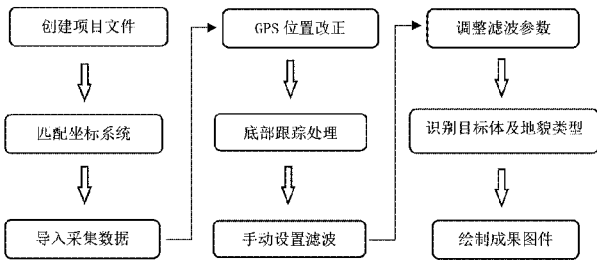 创建项目文件
匹配坐标系统
导入采集数据
GPS 位置改正
底部跟踪处理
手动设置滤波
调整滤波参数
识别目标体及地貌类型
绘制成果图件